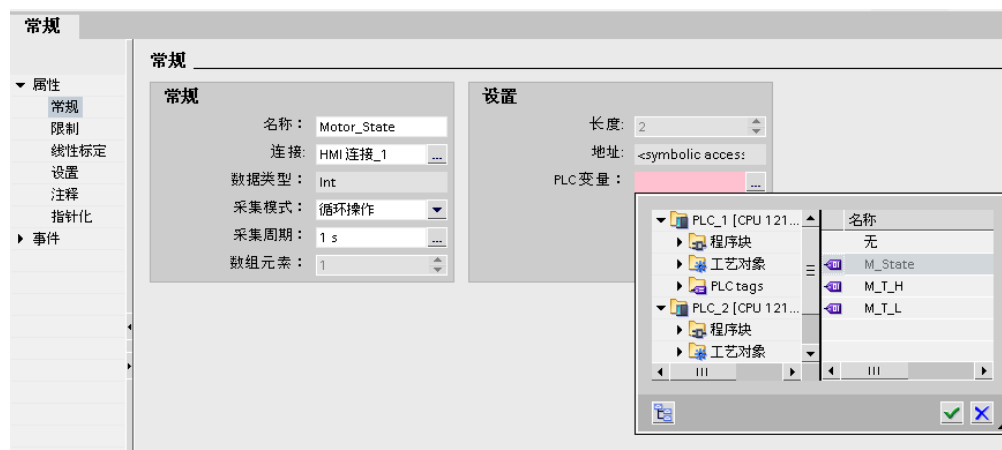 常规
常规
属性
常规
限制
线性标定
设置
注释
指针化
事件
常规
名称： Motor_State
连接: HMI 连接_1 ...
数据类型： Int
采集模式： 循环操作
采集周期： 1 s ...
数组元素： 1
设置
长度: 2
地址: <symbolic access:
PLC变量： ...
PLC_1 [CPU 121...
程序块
工艺对象
PLC tags
PLC_2 [CPU 121...
程序块
工艺对象
名称
无
M_State
M_T_H
M_T_L